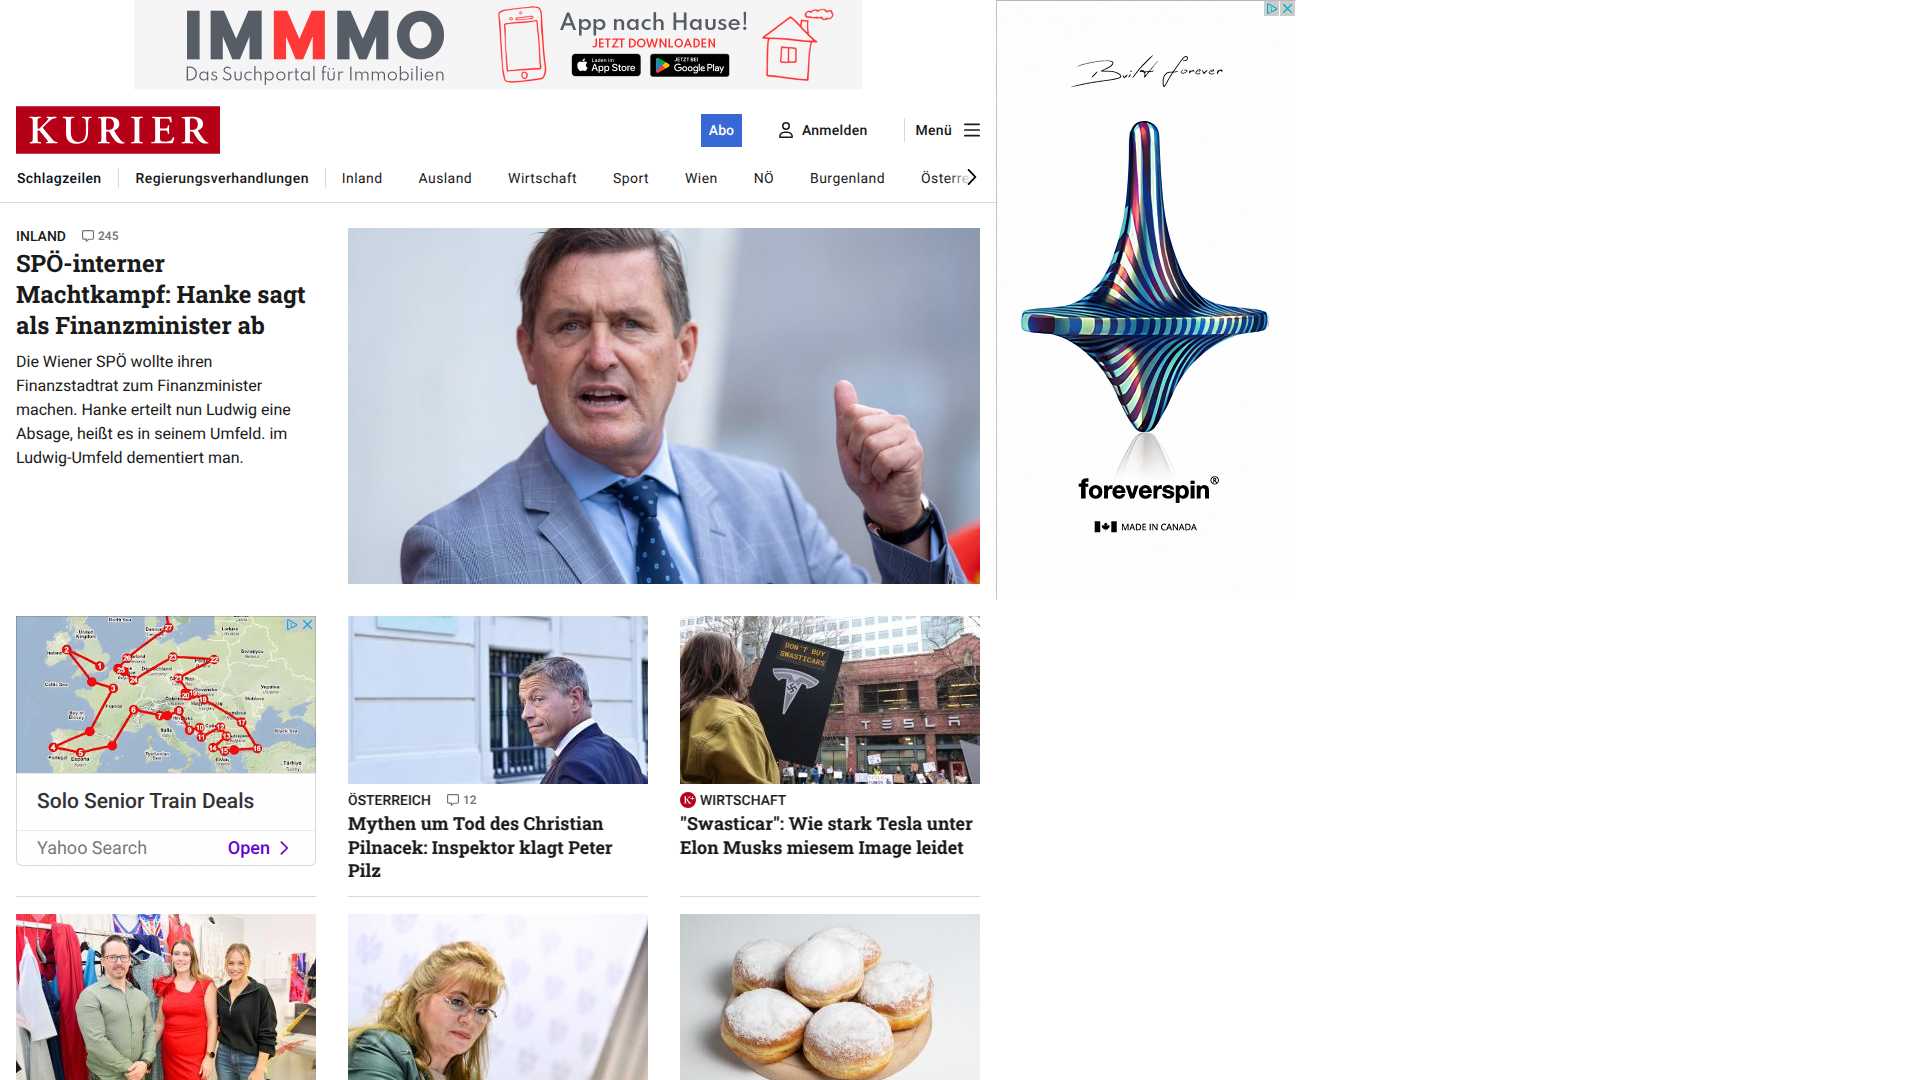 IMMMO
Das Suchportal für Immobilien
App nach Hause!
JETZT DOWNLOADEN
Laden im
App Store
JETZT BEI
Google Play
Built forever
foreverspin®
MADE IN CANADA
KURIER
Abo
Anmelden
Menü
Schlagzeilen
Regierungsverhandlungen
Inland
Ausland
Wirtschaft
Sport
Wien
NÖ
Burgenland
Österre
INLAND 245
SPÖ-interner
Machtkampf: Hanke sagt
als Finanzminister ab
Die Wiener SPÖ wollte ihren
Finanzstadtrat zum Finanzminister
machen. Hanke erteilt nun Ludwig eine
Absage, heißt es in seinem Umfeld. im
Ludwig-Umfeld dementiert man.
Solo Senior Train Deals
Yahoo Search
Open
ÖSTERREICH 12
Mythen um Tod des Christian
Pilnacek: Inspektor klagt Peter
Pilz
DON'T BUY
SWASTICARS
TESLA
K+ WIRTSCHAFT
"Swasticar": Wie stark Tesla unter
Elon Musks miesem Image leidet